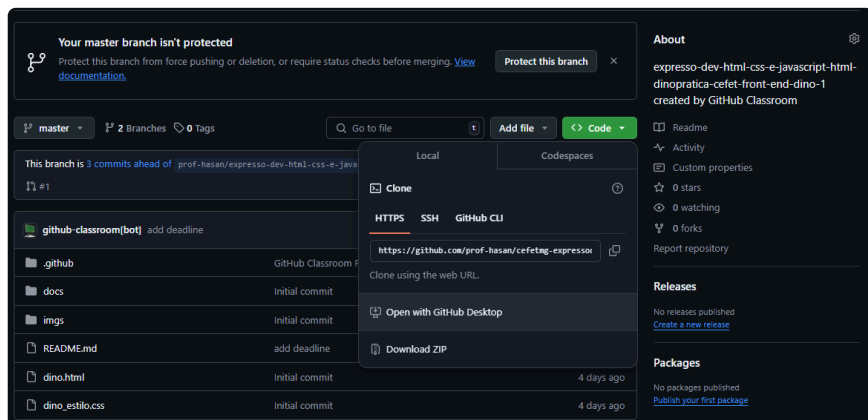 Your master branch isn't protected
Protect this branch from force pushing or deletion, or require status checks before merging. View
documentation.
Protect this branch
master
2 Branches
0 Tags
Go to file
t
Add file
Code
This branch is 3 commits ahead of prof-hasan/expresso-dev-html-css-e-java
#1
github-classroom[bot] add deadline
.github
GitHub Classroom F
docs
Initial commit
imgs
Initial commit
README.md
add deadline
dino.html
Initial commit
4 days ago
dino_estilo.css
Initial commit
4 days ago
Local
Codespaces
Clone
HTTPS
SSH
GitHub CLI
https://github.com/prof-hasan/cefetmg-expresso
Clone using the web URL.
Open with GitHub Desktop
Download ZIP
About
expresso-dev-html-css-e-javascript-html-
dinopratica-cefet-front-end-dino-1
created by GitHub Classroom
Readme
Activity
Custom properties
0 stars
0 watching
0 forks
Report repository
Releases
No releases published
Create a new release
Packages
No packages published
Publish your first package